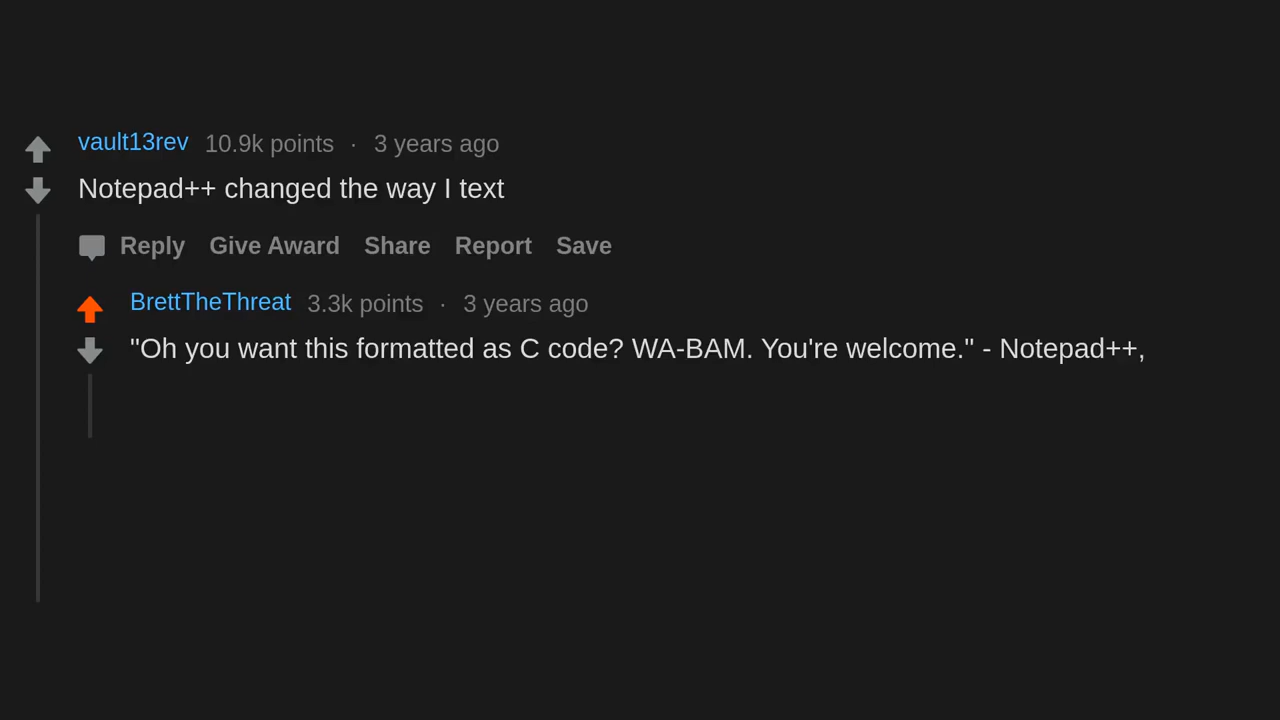 vault13rev 10.9k points · 3 years ago
Notepad++ changed the way I text
Reply Give Award Share Report Save
BrettTheThreat 3.3k points · 3 years ago
"Oh you want this formatted as C code? WA-BAM. You're welcome." - Notepad++,